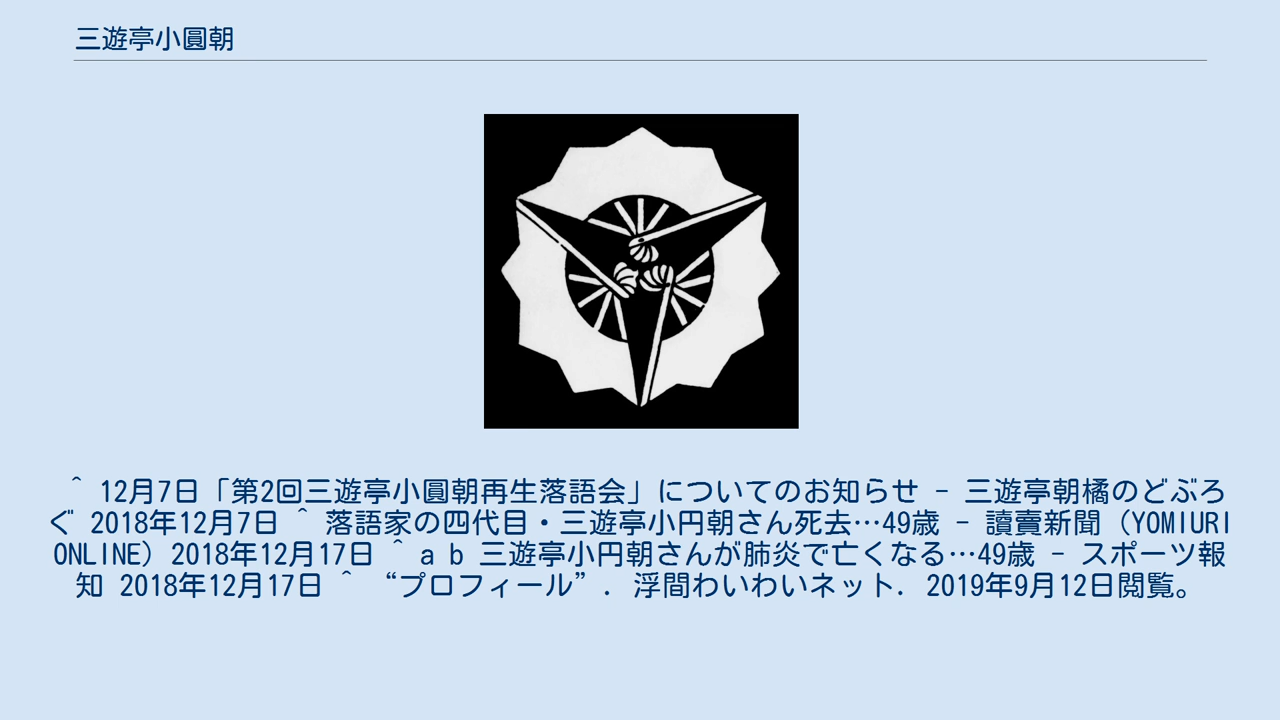 三遊亭小圓朝
^ 12月7日「第2回三遊亭小圓朝再生落語会」についてのお知らせ - 三遊亭朝橘のどぶろ
ぐ 2018年12月7日 ^ 落語家の四代目・三遊亭小円朝さん死去…49歳 - 讀賣新聞（YOMIURI
ONLINE）2018年12月17日 ^ a b 三遊亭小円朝さんが肺炎で亡くなる…49歳 - スポーツ報
知 2018年12月17日 ^ “プロフィール”. 浮間わいわいネット. 2019年9月12日閲覧。